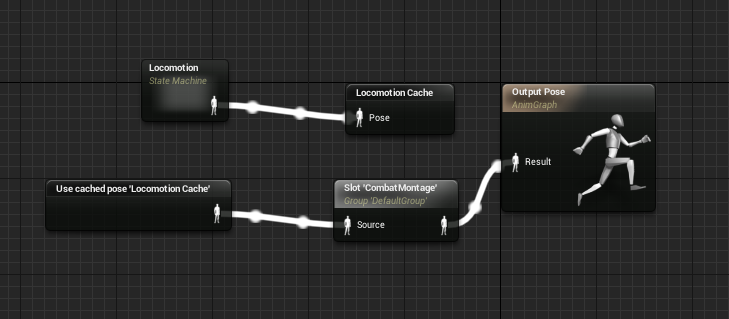 Locomotion
State Machine
Locomotion Cache
Pose
Output Pose
AnimGraph
Result
Use cached pose 'Locomotion Cache'
Slot 'CombatMontage'
Group 'DefaultGroup'
Source